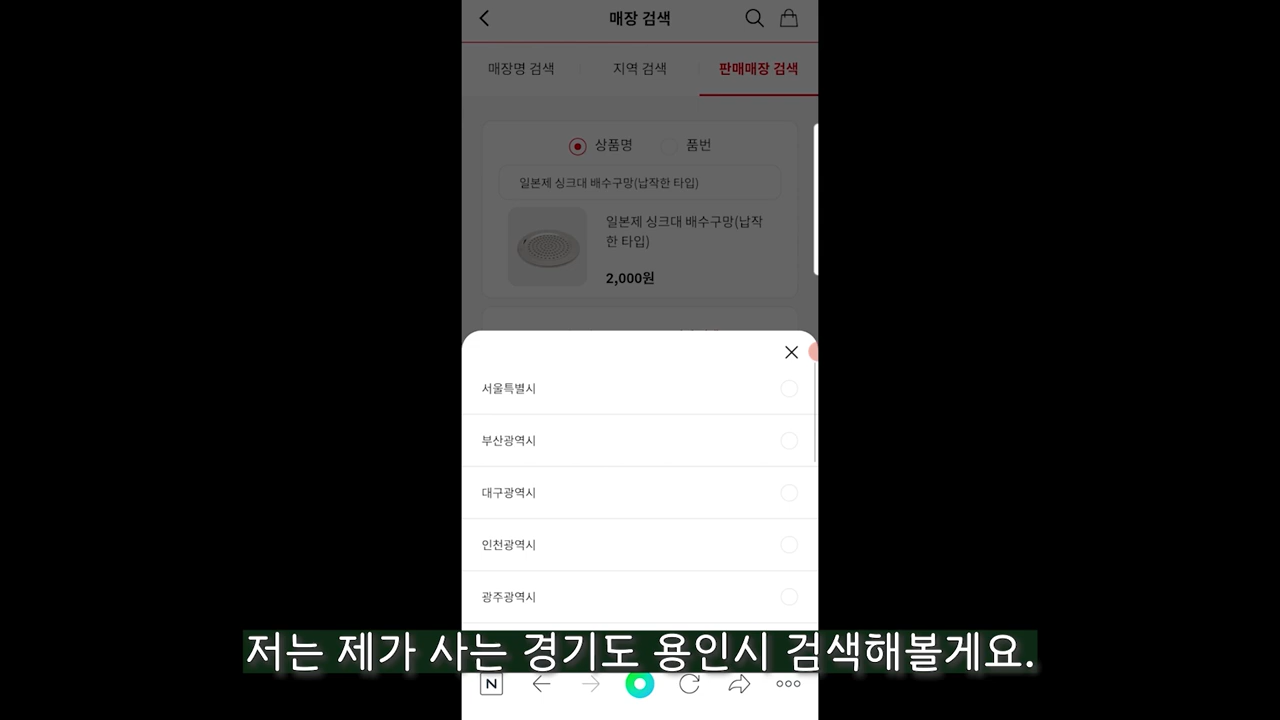 매장 검색
매장명 검색
지역 검색
판매매장 검색
상품명
품번
일본제 싱크대 배수구망(납작한 타입)
일본제 싱크대 배수구망(납작
한 타입)
2,000원
서울특별시
부산광역시
대구광역시
인천광역시
광주광역시
저는 제가 사는 경기도 용인시 검색해볼게요.
N